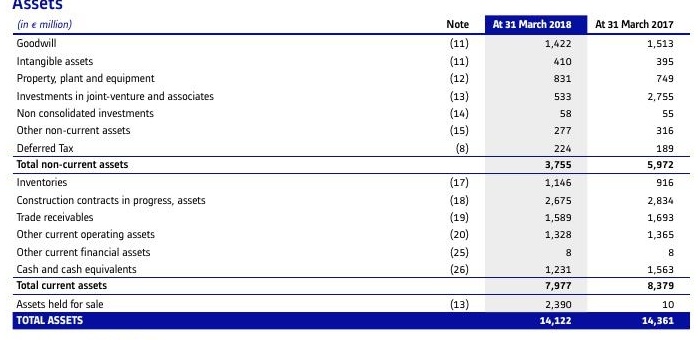 Assets
(in € million) Note At 31 March 2018 At 31 March 2017
Goodwill (11) 1,422 1,513
Intangible assets (11) 410 395
Property, plant and equipment (12) 831 749
Investments in joint-venture and associates (13) 533 2,755
Non consolidated investments (14) 58 55
Other non-current assets (15) 277 316
Deferred Tax (8) 224 189
Total non-current assets 3,755 5,972
Inventories (17) 1,146 916
Construction contracts in progress, assets (18) 2,675 2,834
Trade receivables (19) 1,589 1,693
Other current operating assets (20) 1,328 1,365
Other current financial assets (25) 8 8
Cash and cash equivalents (26) 1,231 1,563
Total current assets 7,977 8,379
Assets held for sale (13) 2,390 10
TOTAL ASSETS 14,122 14,361